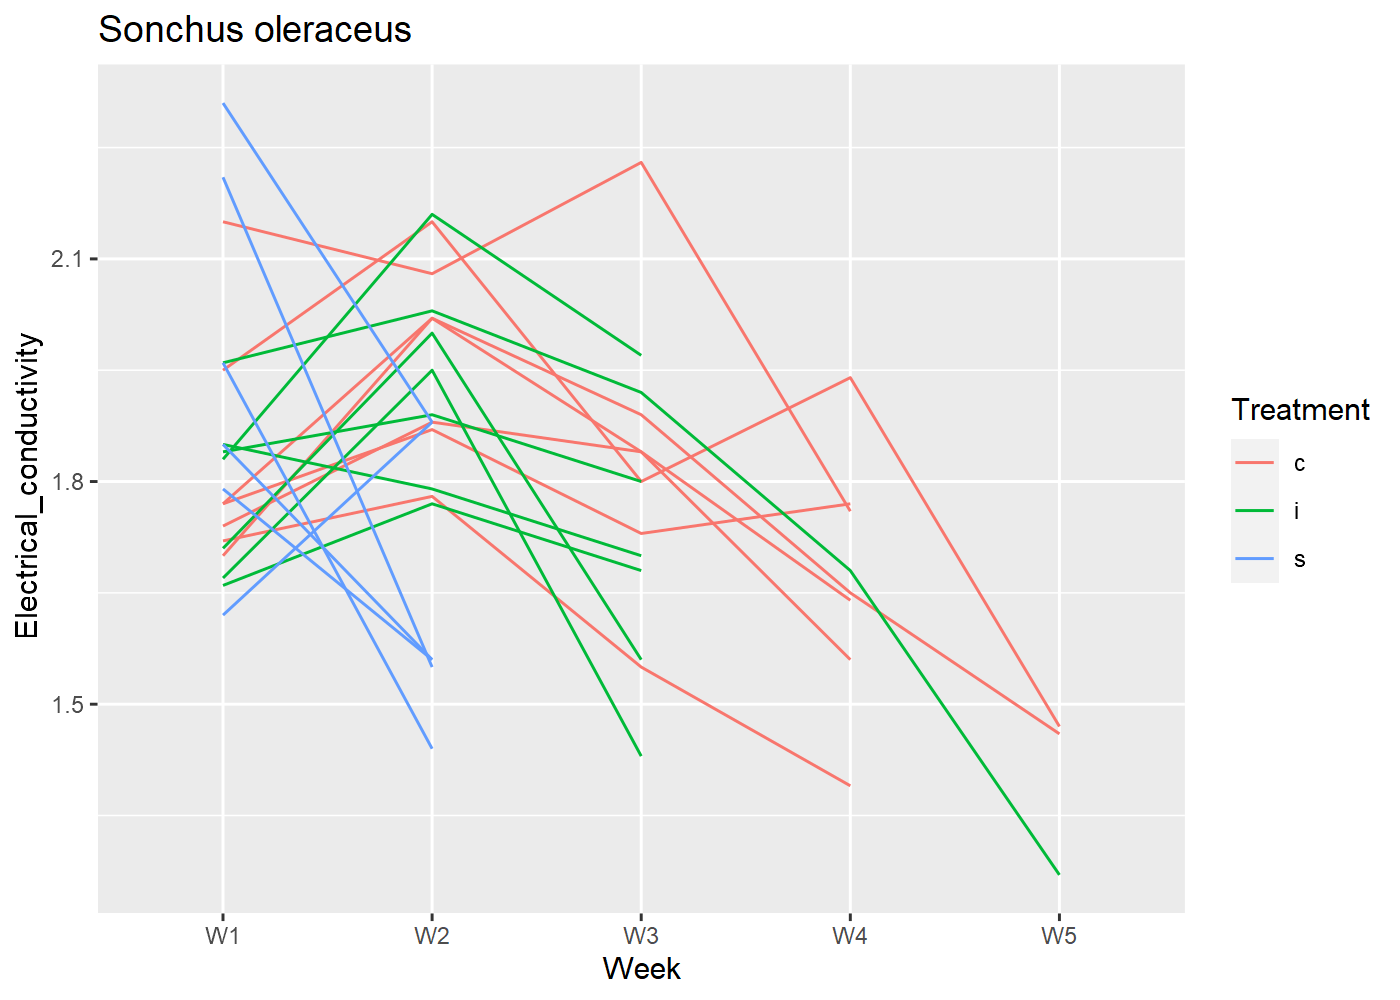 Sonchus oleraceus
Electrical_conductivity
2.1
1.8
1.5
W1 W2 W3 W4 W5
Week
Treatment
c
i
s